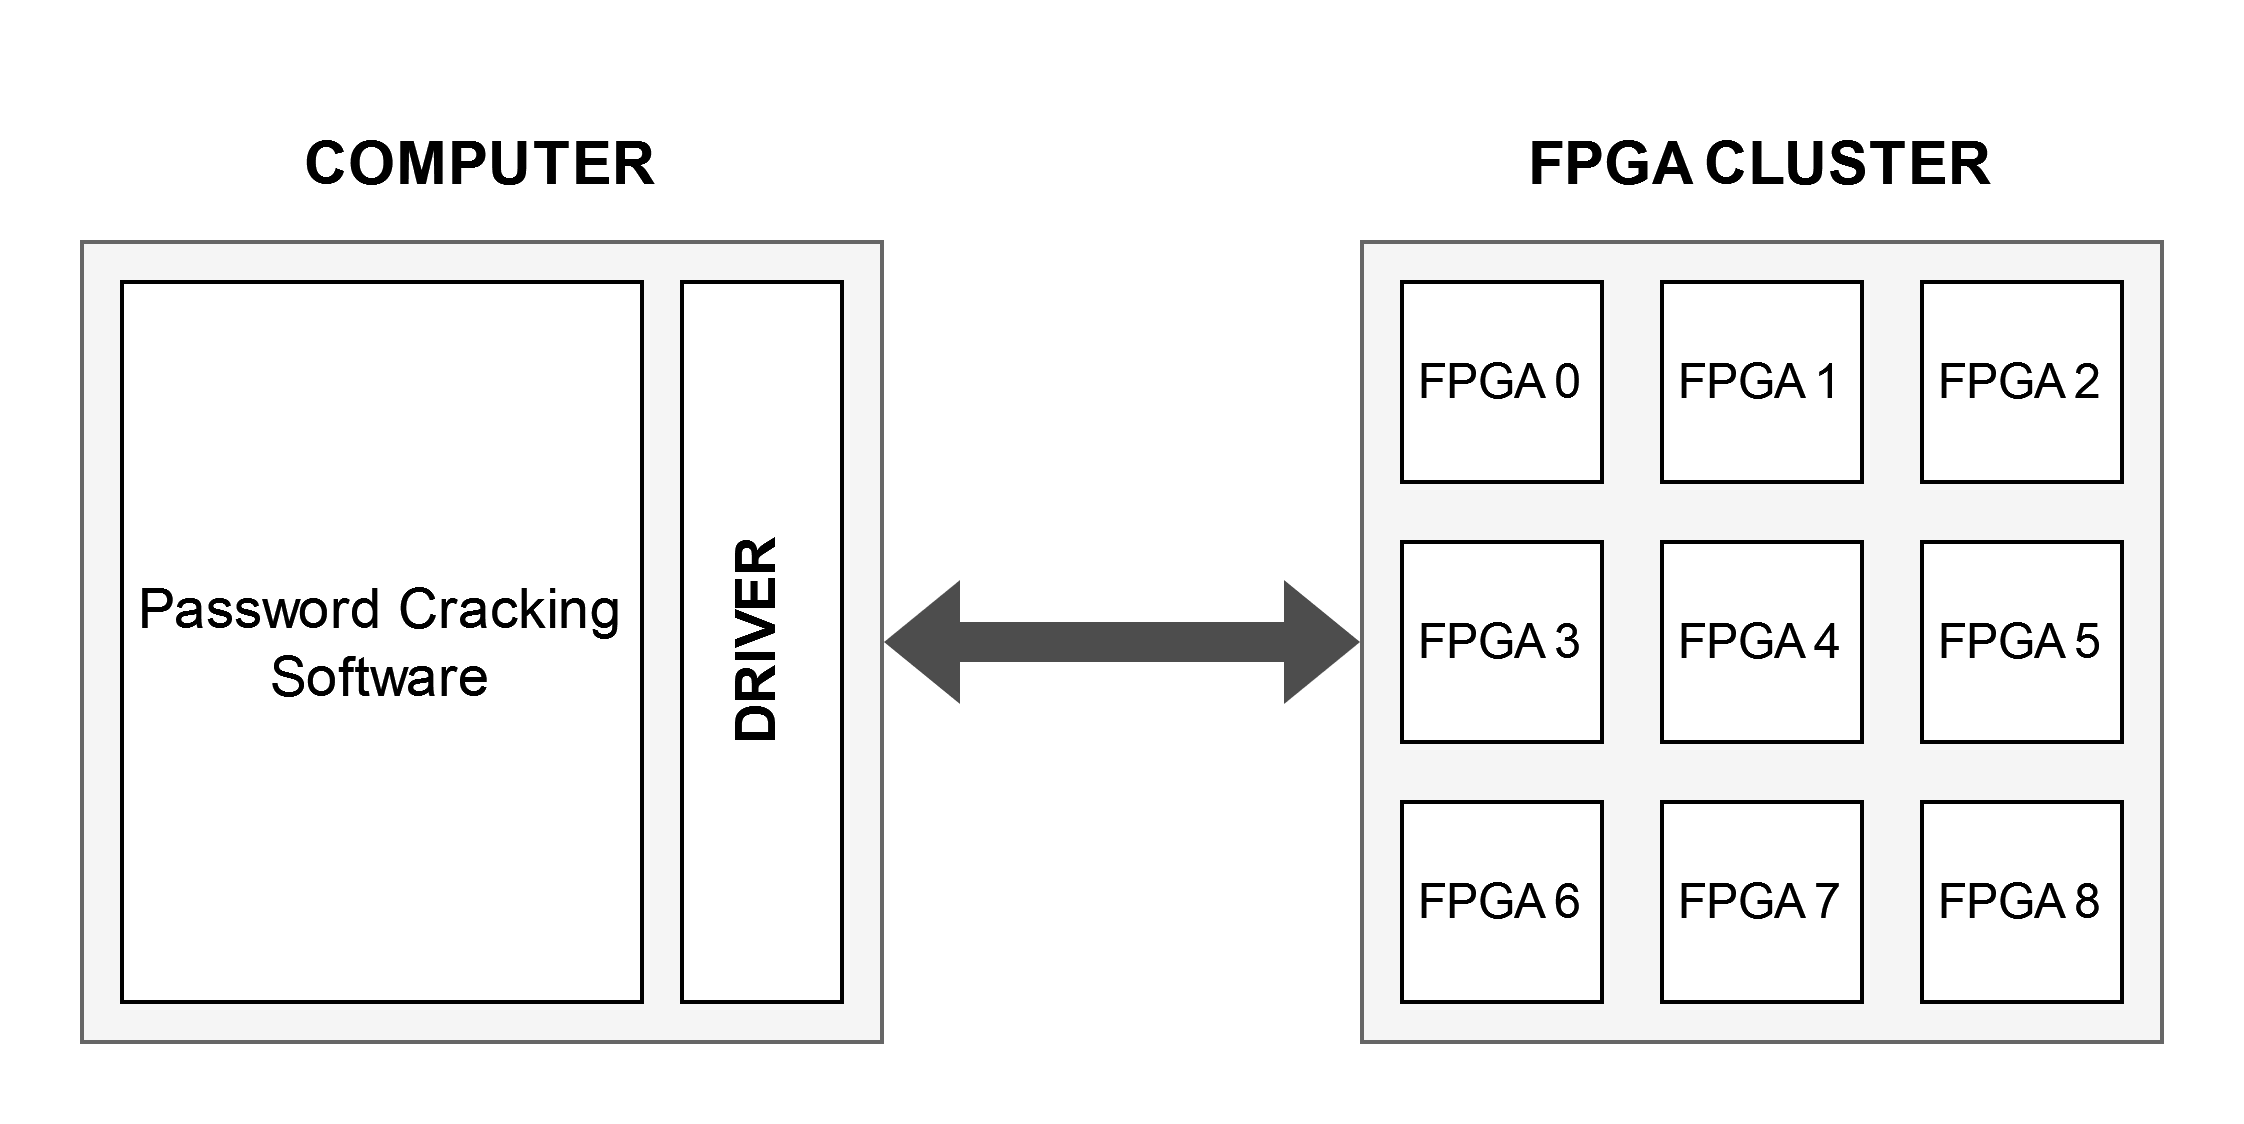 COMPUTER
Password Cracking
Software
DRIVER
FPGA CLUSTER
FPGA 0
FPGA 1
FPGA 2
FPGA 3
FPGA 4
FPGA 5
FPGA 6
FPGA 7
FPGA 8